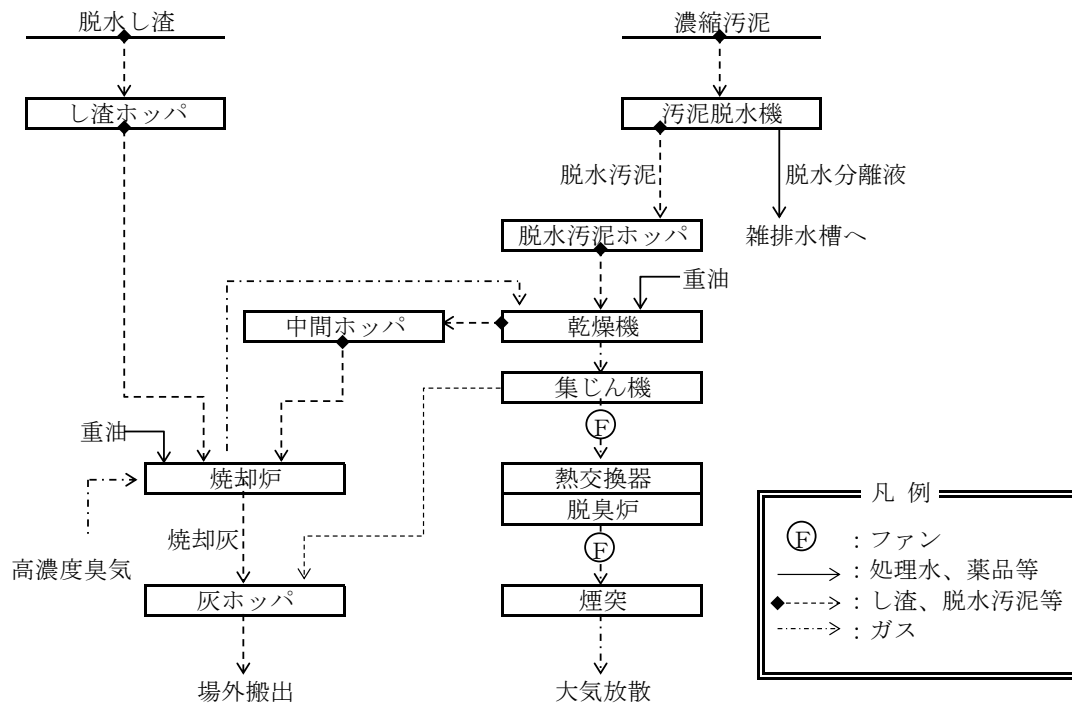 脱水し渣
濃縮汚泥
し渣ホッパ
汚泥脱水機
脱水汚泥
脱水分離液
脱水汚泥ホッパ
雑排水槽へ
重油
中間ホッパ
乾燥機
集じん機
F
重油
焼却炉
熱交換器
脱臭炉
焼却灰
F
高濃度臭気
灰ホッパ
煙突
場外搬出
大気放散
凡 例
F
：ファン
：処理水、薬品等
：し渣、脱水汚泥等
：ガス